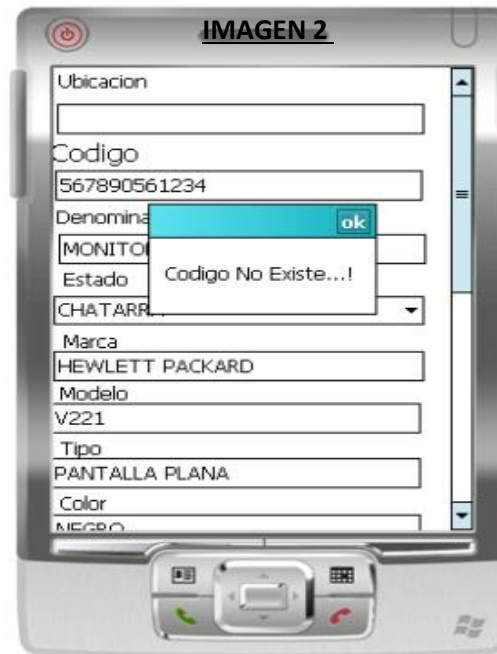 IMAGEN 2
Ubicacion
Codigo
567890561234
Denomina
ok
MONITO
Codigo No Existe...!
Estado
CHATARR
Marca
HEWLETT PACKARD
Modelo
V221
Tipo
PANTALLA PLANA
Color
NEGRO